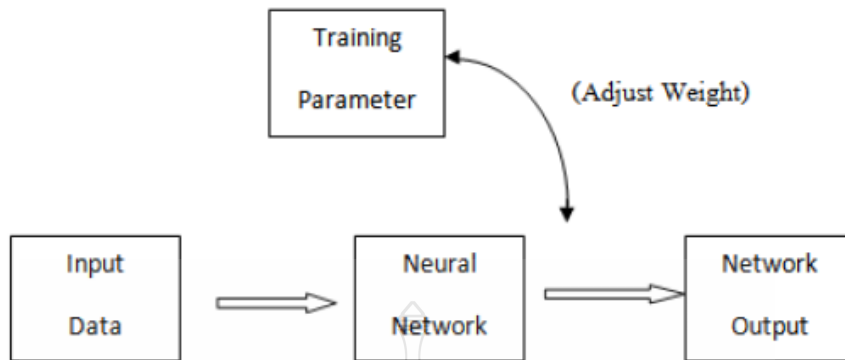 Training
Parameter
(Adjust Weight)
Input
Data
Neural
Network
Network
Output